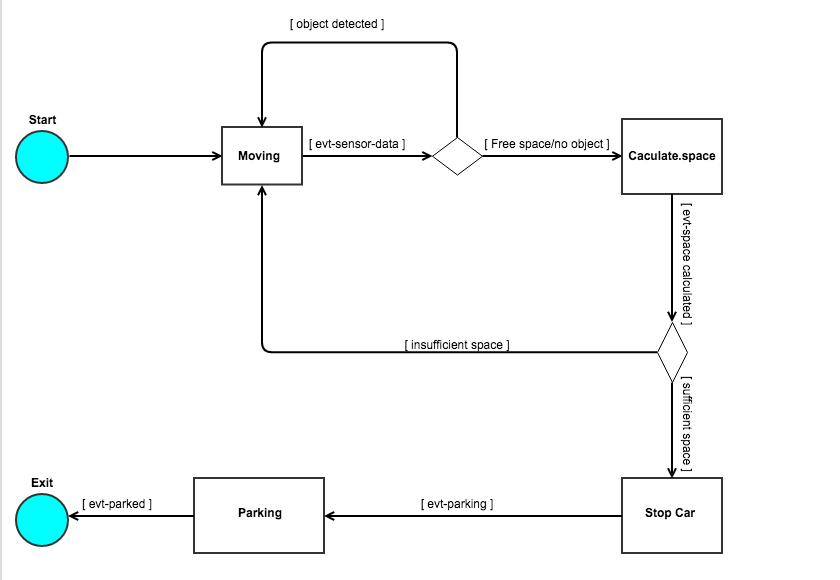 [ object detected ]
Start
Moving
[ evt-sensor-data ]
[ Free space/no object ]
Caculate.space
[ evt-space calculated ]
[ insufficient space ]
[ sufficient space ]
Exit
[ evt-parked ]
Parking
[ evt-parking ]
Stop Car